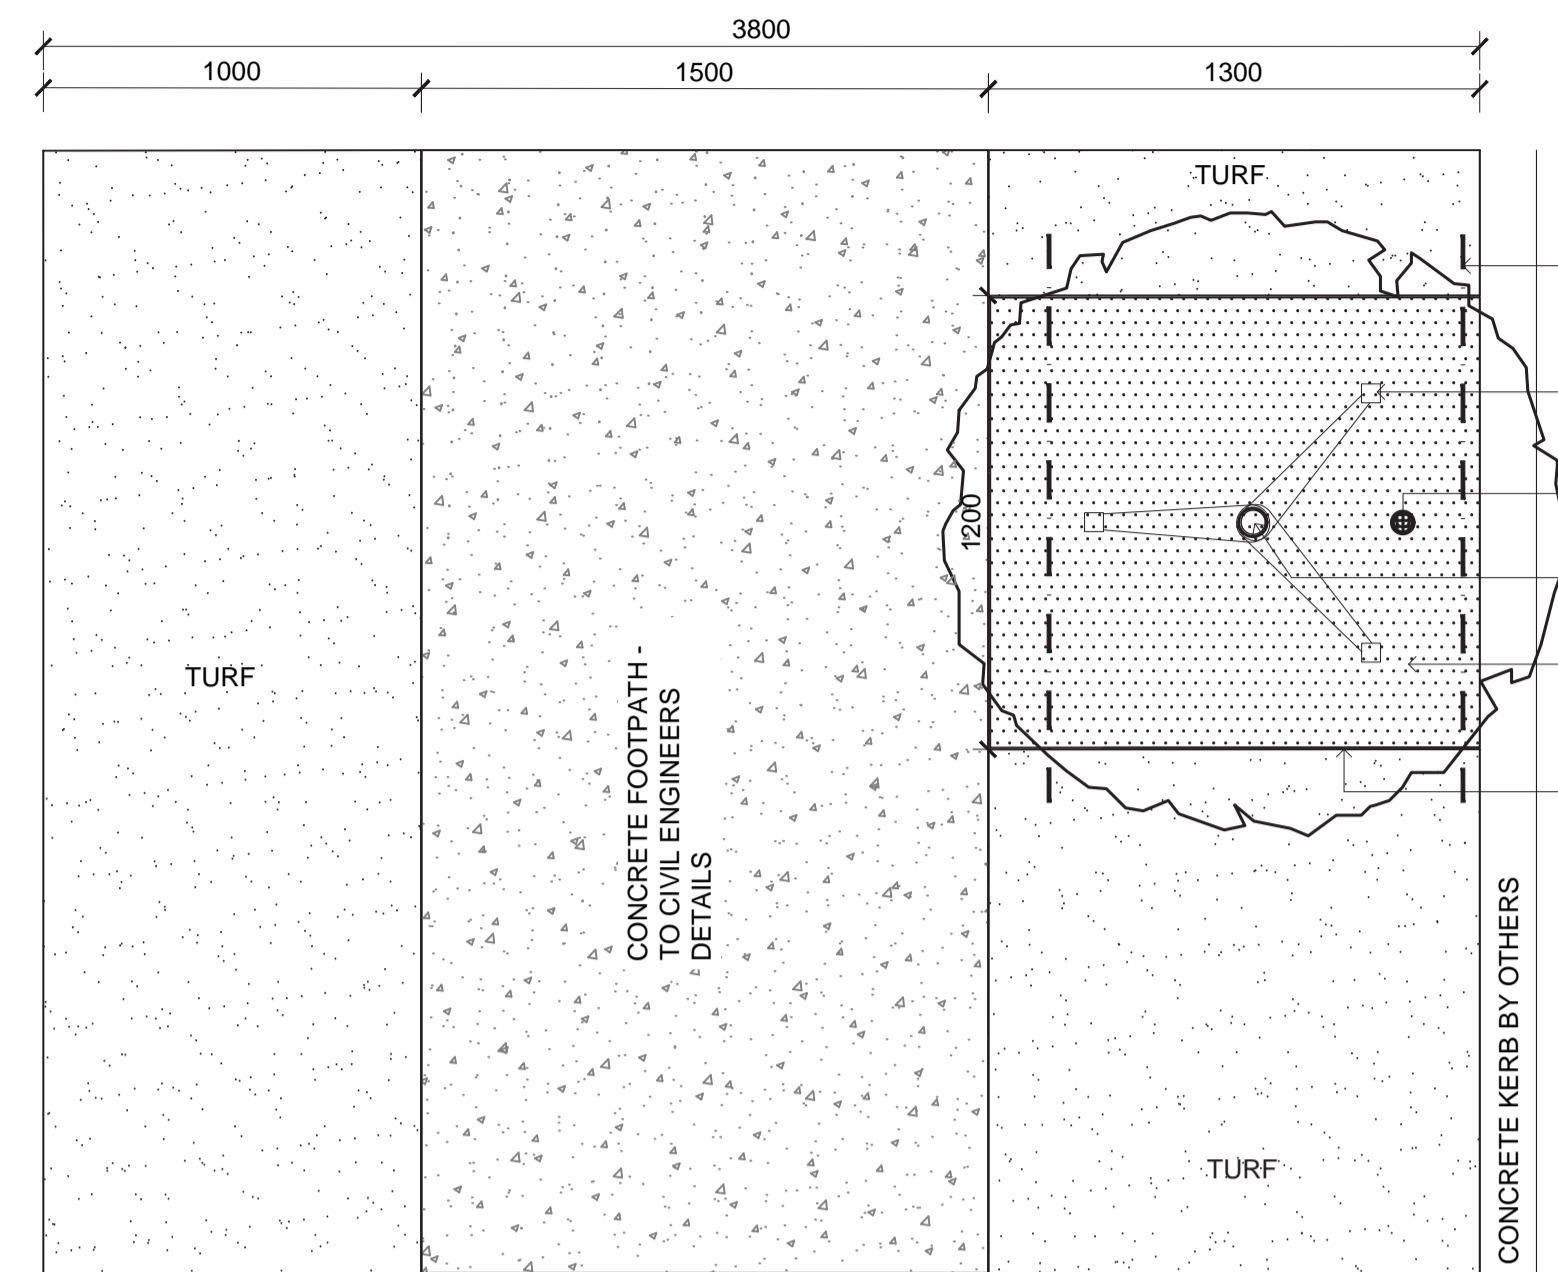 3800
1000
1500
1300
TURF
1200
TURF
CONCRETE FOOTPATH -
TO CIVIL ENGINEERS
DETAILS
CONCRETE KERB BY OTHERS
TURF